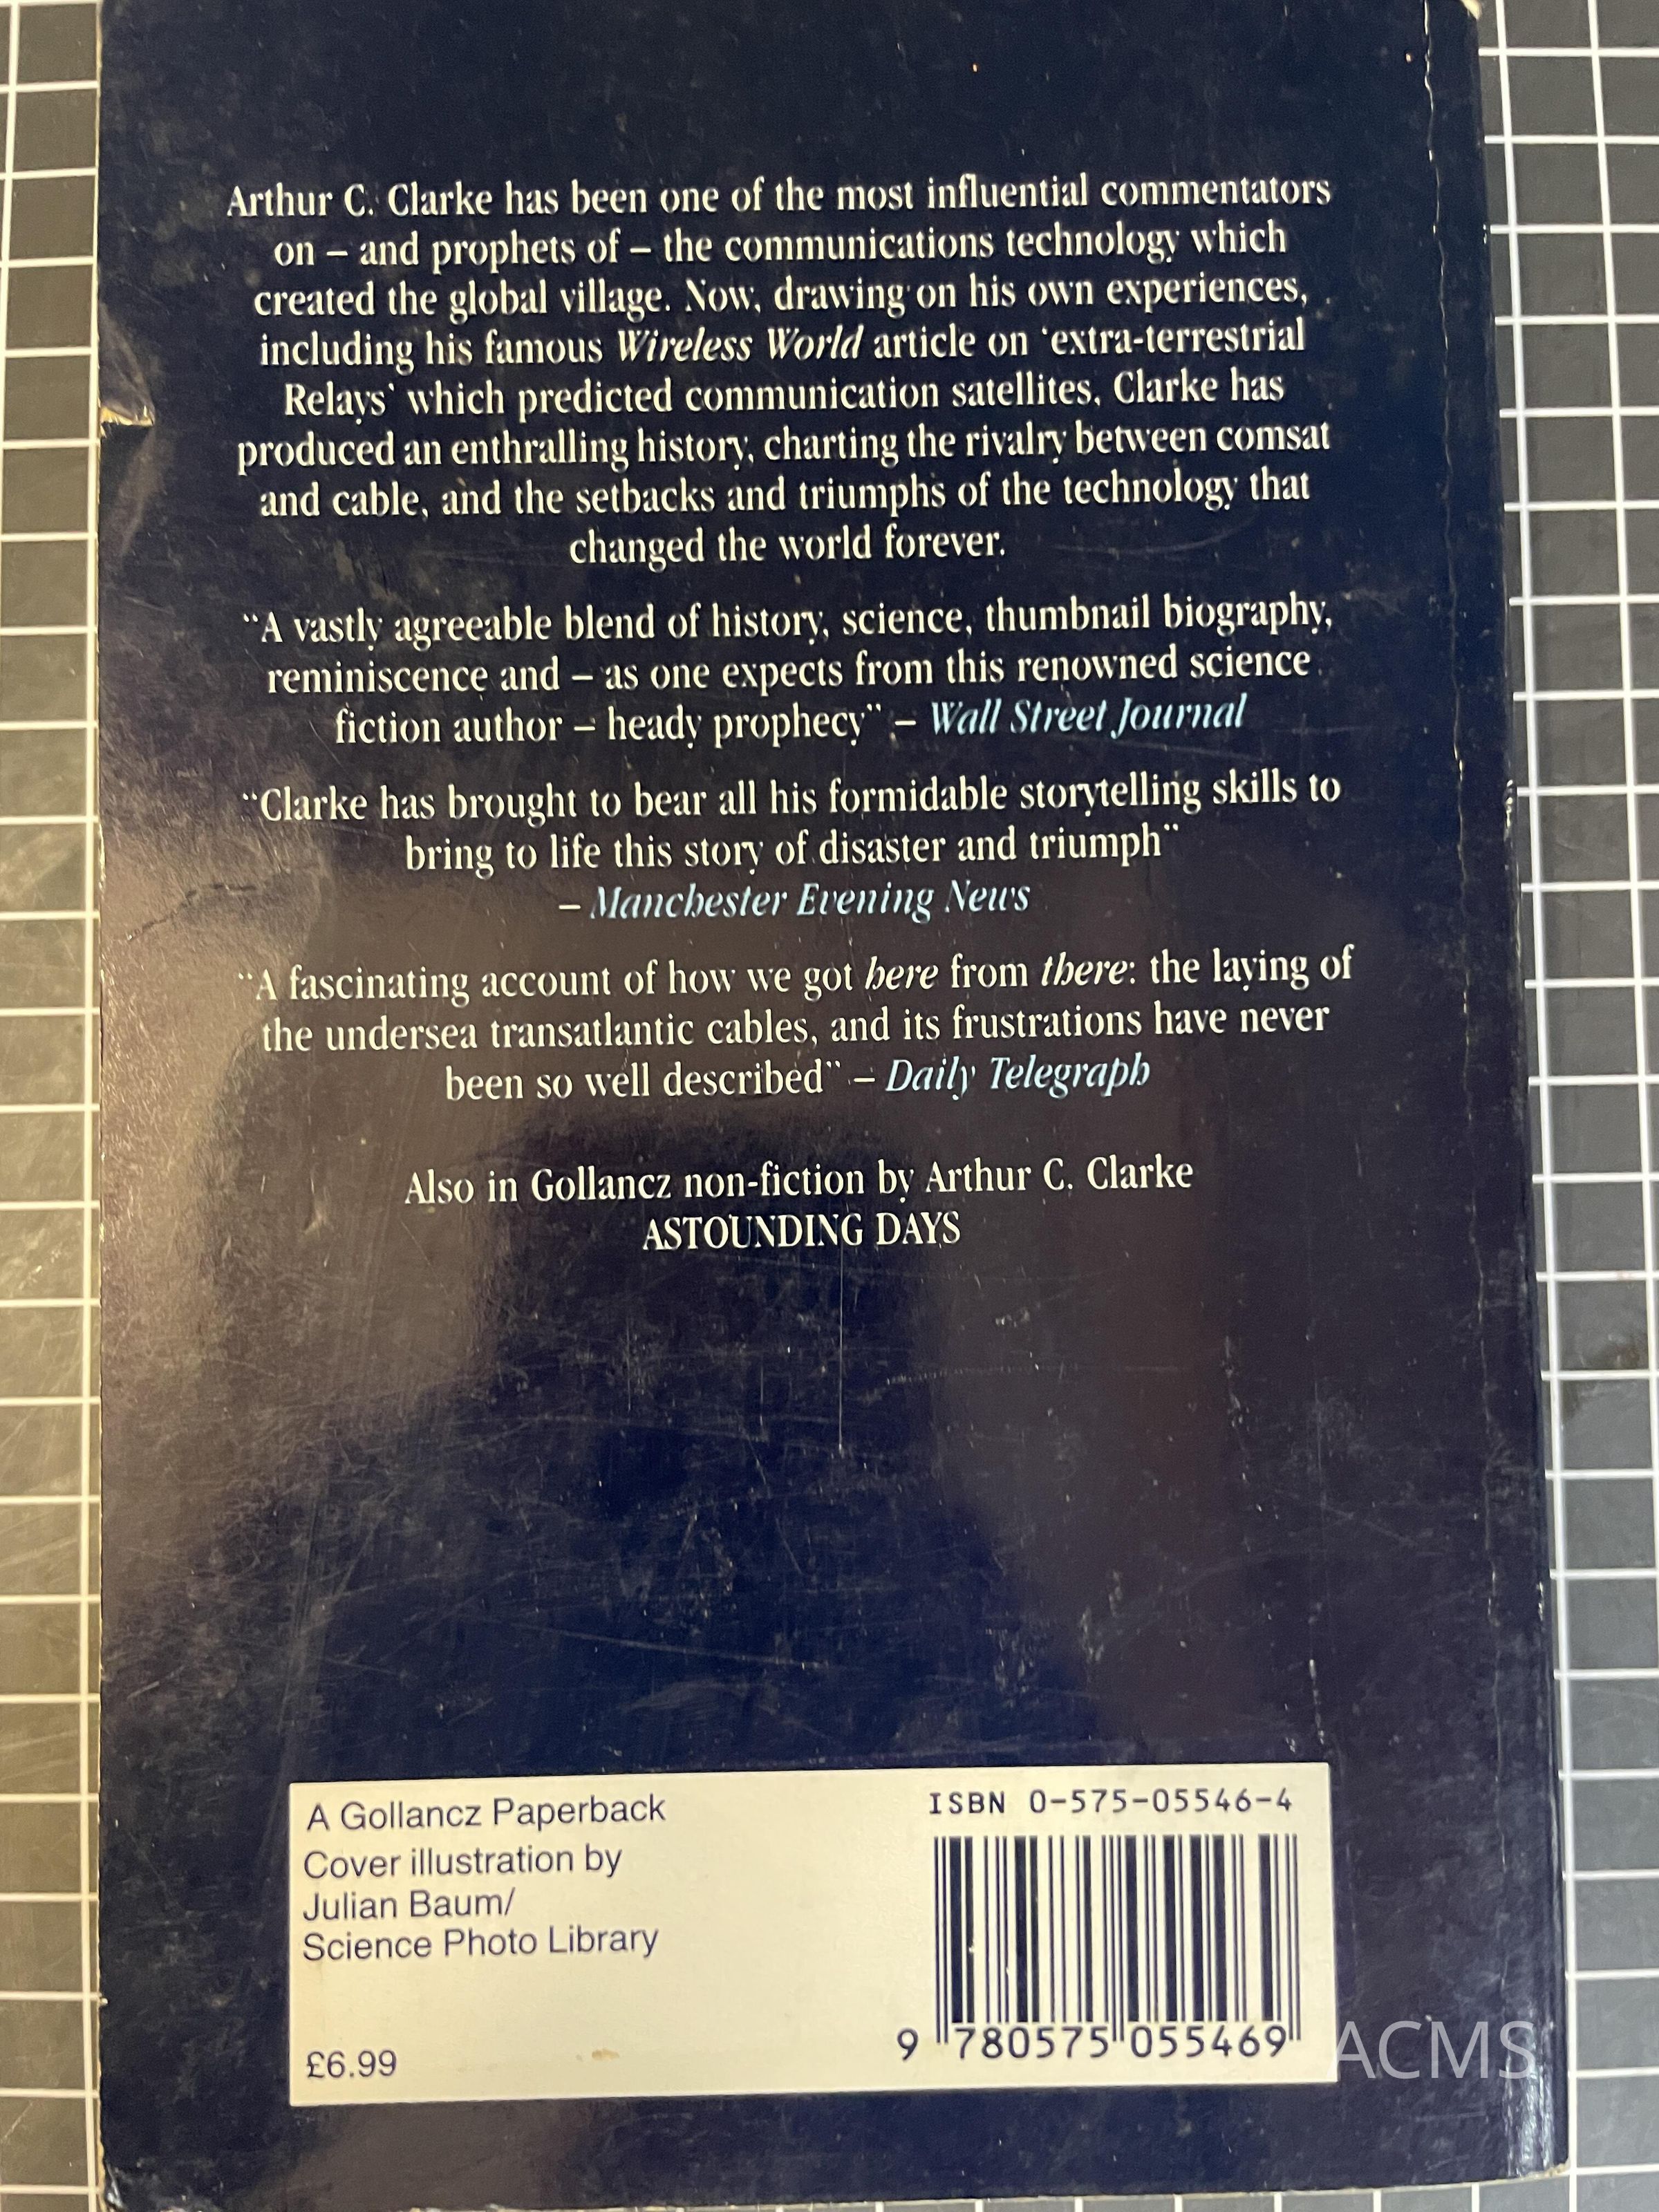 Arthur C. Clarke has been one of the most influential commentators
on – and prophets of – the communications technology which
created the global village. Now, drawing on his own experiences,
including his famous Wireless World article on 'extra-terrestrial
Relays' which predicted communication satellites, Clarke has
produced an enthralling history, charting the rivalry between comsat
and cable, and the setbacks and triumphs of the technology that
changed the world forever.
"A vastly agreeable blend of history, science, thumbnail biography,
reminiscence and – as one expects from this renowned science
fiction author – heady prophecy" – Wall Street Journal
"Clarke has brought to bear all his formidable storytelling skills to
bring to life this story of disaster and triumph"
– Manchester Evening News
"A fascinating account of how we got here from there: the laying of
the undersea transatlantic cables, and its frustrations have never
been so well described" – Daily Telegraph
Also in Gollancz non-fiction by Arthur C. Clarke
ASTOUNDING DAYS
A Gollancz Paperback
Cover illustration by
Julian Baum/
Science Photo Library
£6.99
ISBN 0-575-05546-4
9 780575 055469
ACMS